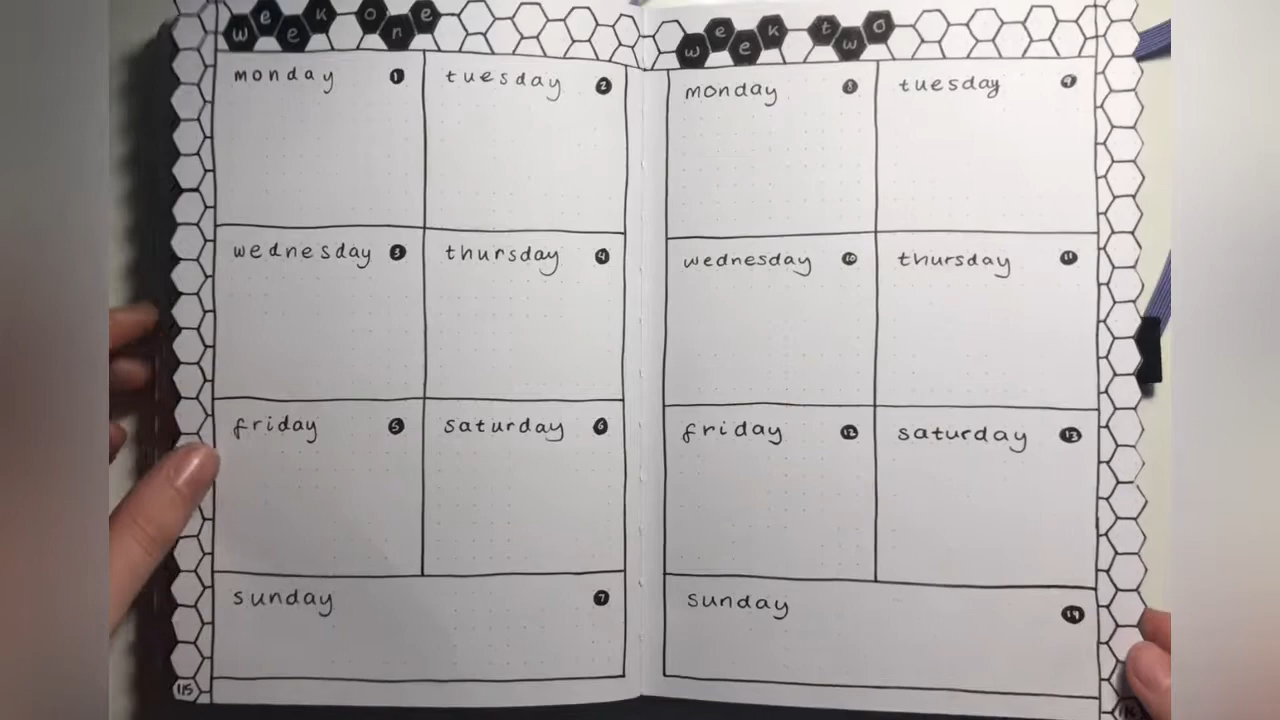 week one
monday 1
tuesday 2
wednesday 3
thursday 4
friday 5
saturday 6
sunday 7
115
week two
monday 8
tuesday 9
wednesday 10
thursday 11
friday 12
saturday 13
sunday 14
116